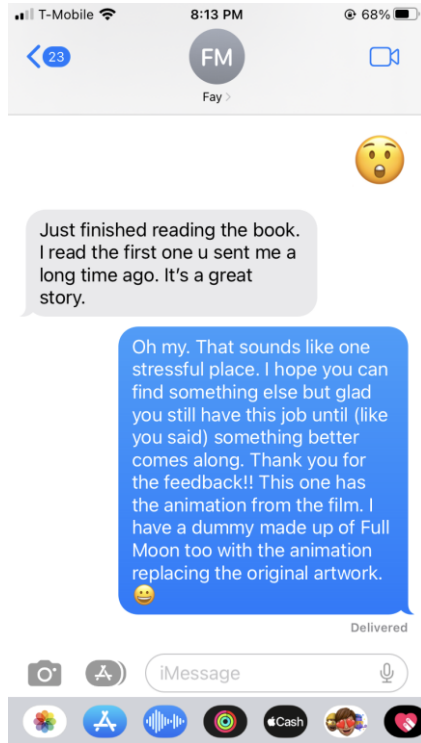 T-Mobile 8:13 PM 68%
23
FM
Fay
Just finished reading the book.
I read the first one u sent me a
long time ago. It's a great
story.
Oh my. That sounds like one
stressful place. I hope you can
find something else but glad
you still have this job until (like
you said) something better
comes along. Thank you for
the feedback!! This one has
the animation from the film. I
have a dummy made up of Full
Moon too with the animation
replacing the original artwork.
Delivered
iMessage
Cash